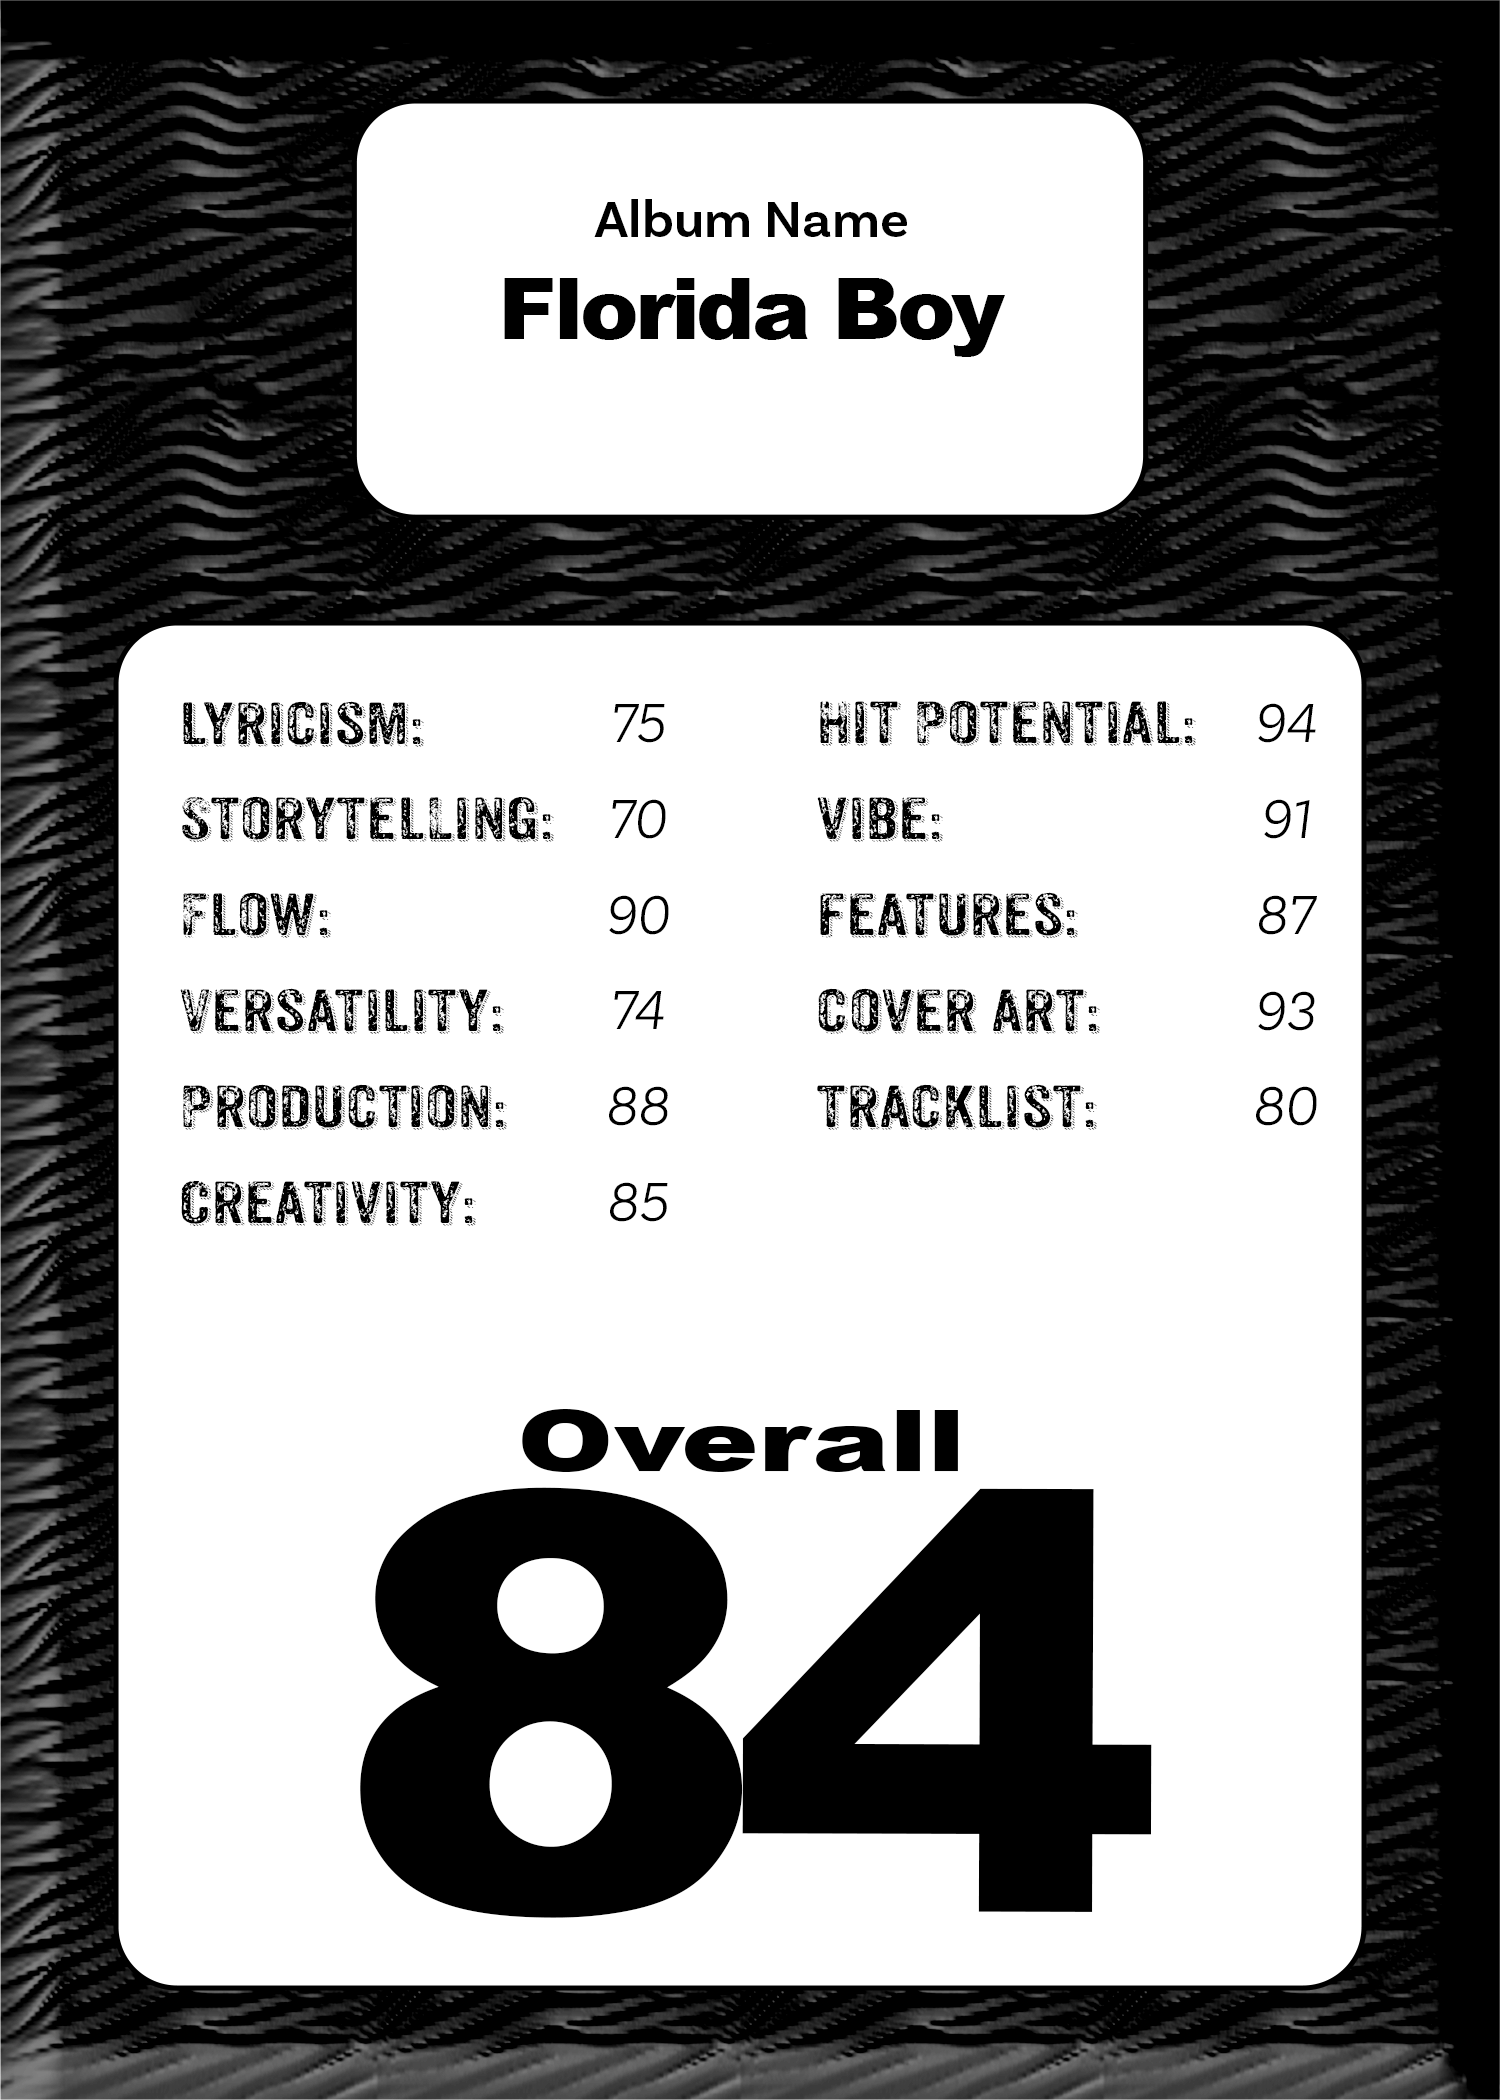 Album Name
Florida Boy
LYRICISM: 75
STORYTELLING: 70
FLOW: 90
VERSATILITY: 74
PRODUCTION: 88
CREATIVITY: 85
HIT POTENTIAL: 94
VIBE: 91
FEATURES: 87
COVER ART: 93
TRACKLIST: 80
Overall
84